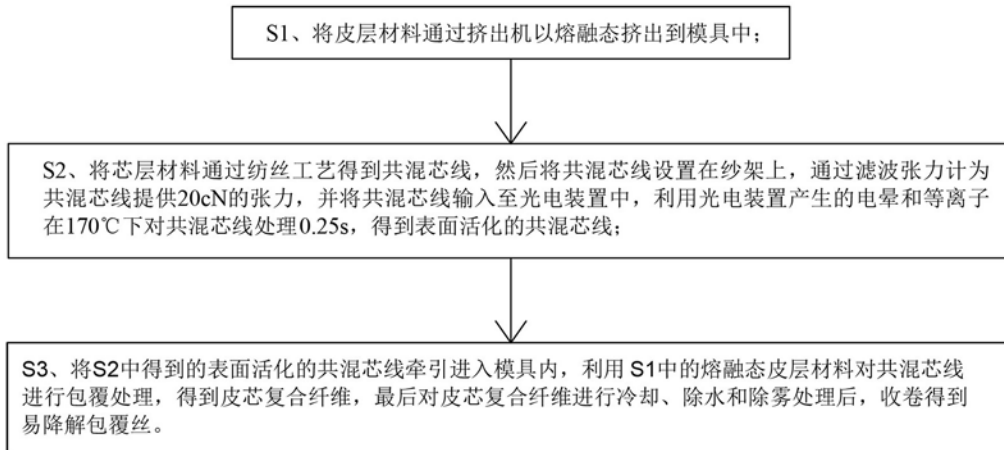 S1、将皮层材料通过挤出机以熔融态挤出到模具中；
S2、将芯层材料通过纺丝工艺得到共混芯线，然后将共混芯线设置在纱架上，通过滤波张力计为
共混芯线提供20cN的张力，并将共混芯线输入至光电装置中，利用光电装置产生的电晕和等离子
在170℃下对共混芯线处理0.25s，得到表面活化的共混芯线；
S3、将S2中得到的表面活化的共混芯线牵引进入模具内，利用 S1中的熔融态皮层材料对共混芯线
进行包覆处理，得到皮芯复合纤维，最后对皮芯复合纤维进行冷却、除水和除雾处理后，收卷得到
易降解包覆丝。